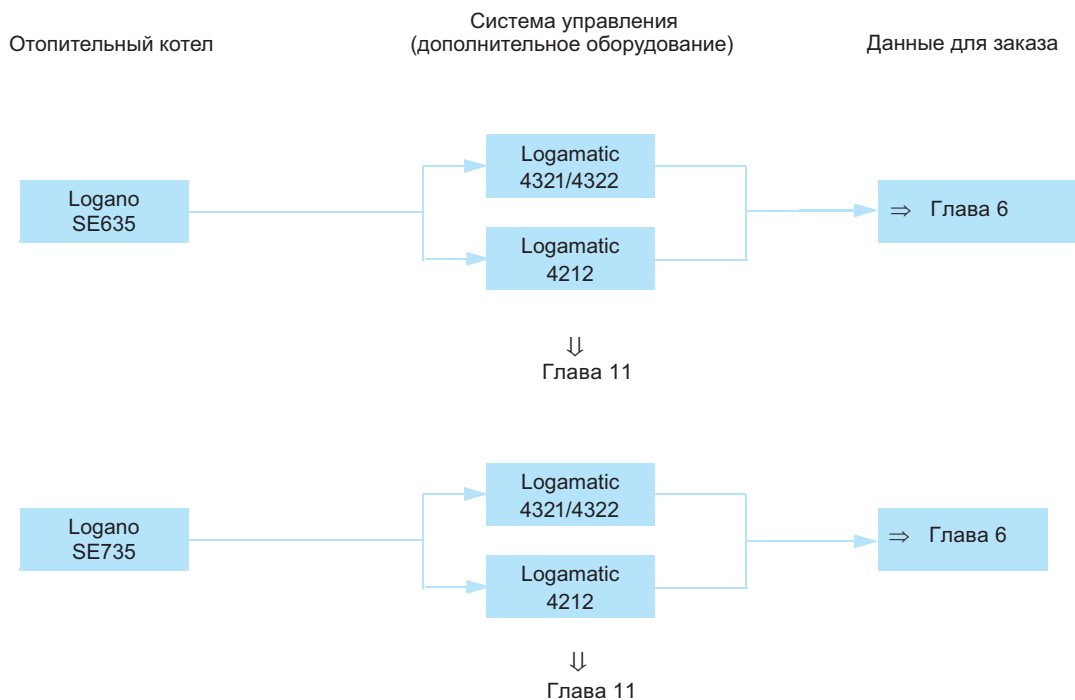 Отопительный котел
Система управления
(дополнительное оборудование)
Данные для заказа
Logano
SE635
Logamatic
4321/4322
Logamatic
4212
⇒ Глава 6
⇓
Глава 11
Logano
SE735
Logamatic
4321/4322
Logamatic
4212
⇒ Глава 6
⇓
Глава 11